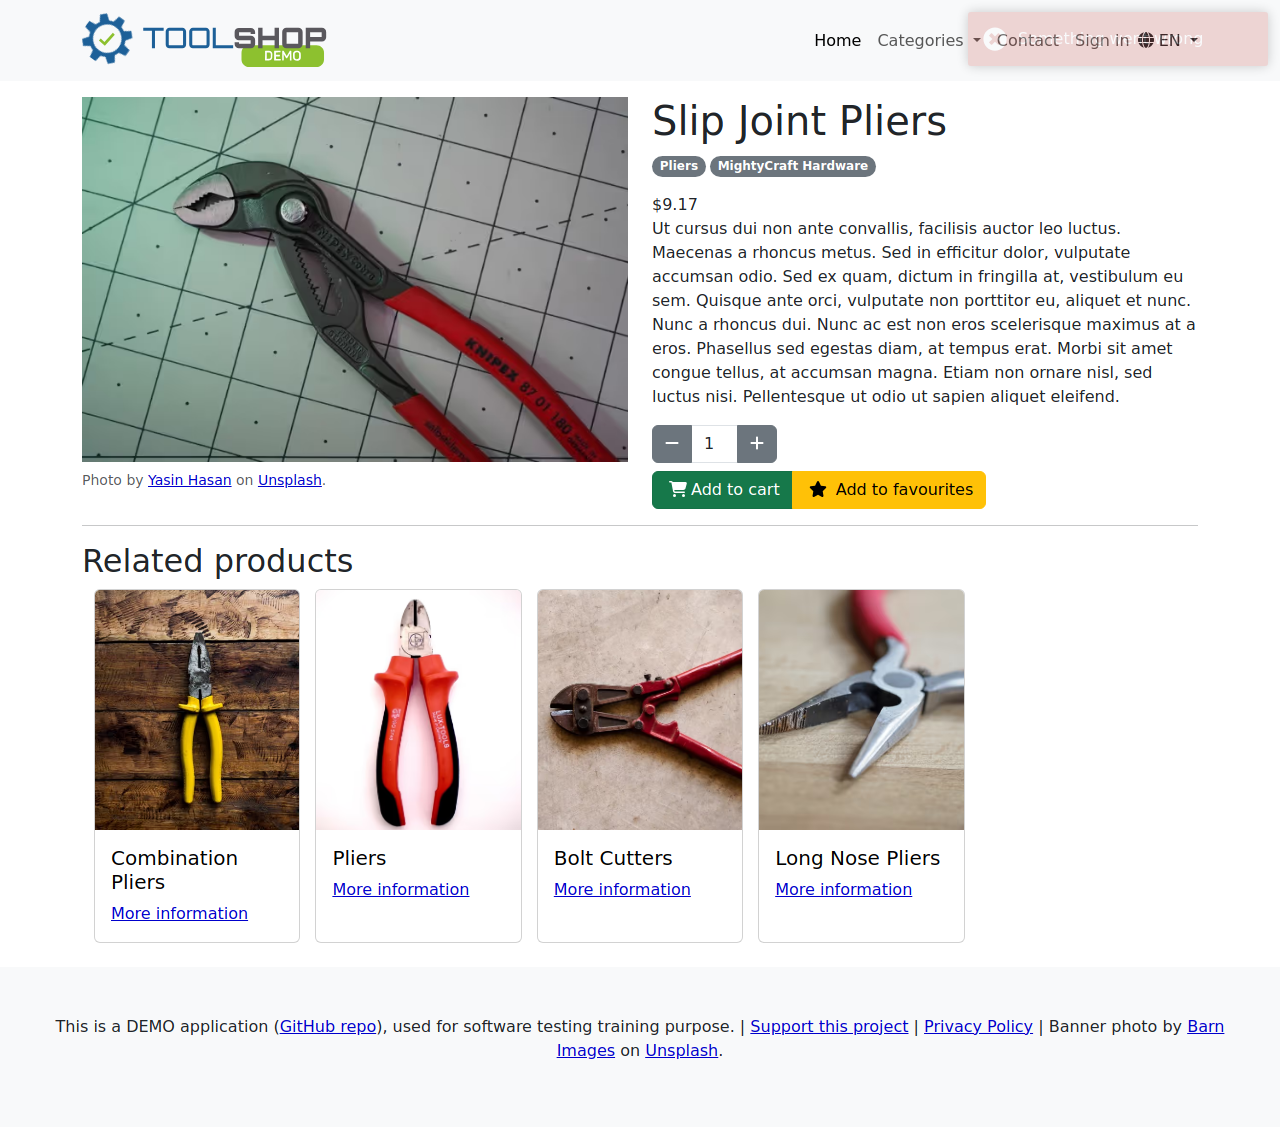 TOOLSHOP
DEMO
Home Categories Contact Sign in EN
KNIPEX
KNIPEX 87 01 180
Slip Joint Pliers
Pliers MightyCraft Hardware
$9.17
Ut cursus dui non ante convallis, facilisis auctor leo luctus.
Maecenas a rhoncus metus. Sed in efficitur dolor, vulputate
accumsan odio. Sed ex quam, dictum in fringilla at, vestibulum eu
sem. Quisque ante orci, vulputate non porttitor eu, aliquet et nunc.
Nunc a rhoncus dui. Nunc ac est non eros scelerisque maximus at a
eros. Phasellus sed egestas diam, at tempus erat. Morbi sit amet
congue tellus, at accumsan magna. Etiam non ornare nisl, sed
luctus nisi. Pellentesque ut odio ut sapien aliquet eleifend.
1
Add to cart Add to favourites
Photo by Yasin Hasan on Unsplash.
Related products
Combination
Pliers
More information
LUX-TOOLS
Pliers
More information
Bolt Cutters
More information
Long Nose Pliers
More information
This is a DEMO application (GitHub repo), used for software testing training purpose. | Support this project | Privacy Policy | Banner photo by Barn
Images on Unsplash.